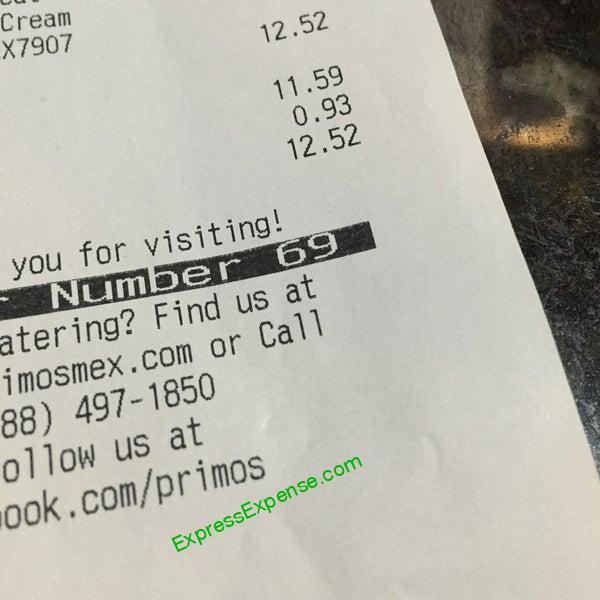 Cream
X7907 12.52
11.59
0.93
12.52
you for visiting!
Number 69
atering? Find us at
imosmex.com or Call
88) 497-1850
ollow us at
ook.com/primos
ExpressExpense.com